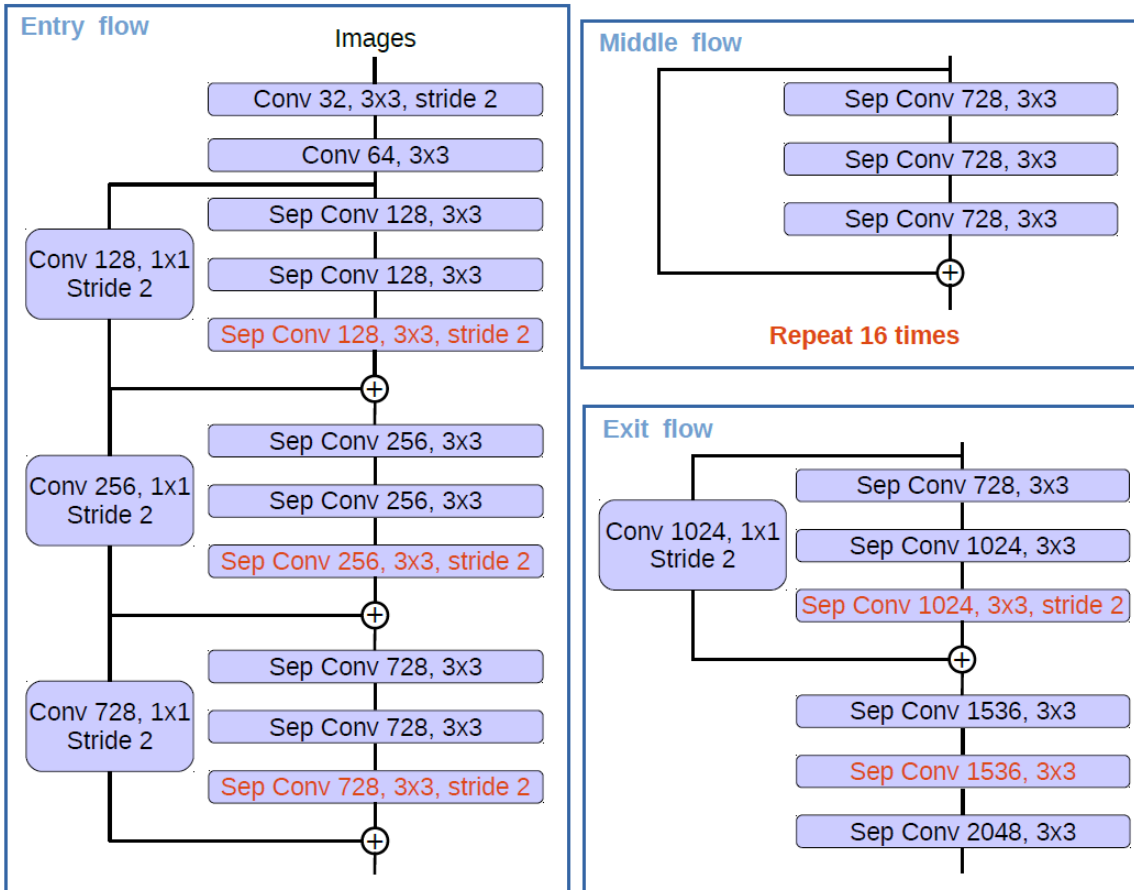 Entry flow
Images
Conv 32, 3x3, stride 2
Conv 64, 3x3
Sep Conv 128, 3x3
Conv 128, 1x1
Stride 2
Sep Conv 128, 3x3
Sep Conv 128, 3x3, stride 2
+
Sep Conv 256, 3x3
Conv 256, 1x1
Stride 2
Sep Conv 256, 3x3
Sep Conv 256, 3x3, stride 2
+
Sep Conv 728, 3x3
Conv 728, 1x1
Stride 2
Sep Conv 728, 3x3
Sep Conv 728, 3x3, stride 2
+
Middle flow
Sep Conv 728, 3x3
Sep Conv 728, 3x3
Sep Conv 728, 3x3
+
Repeat 16 times
Exit flow
Sep Conv 728, 3x3
Conv 1024, 1x1
Stride 2
Sep Conv 1024, 3x3
Sep Conv 1024, 3x3, stride 2
+
Sep Conv 1536, 3x3
Sep Conv 1536, 3x3
Sep Conv 2048, 3x3